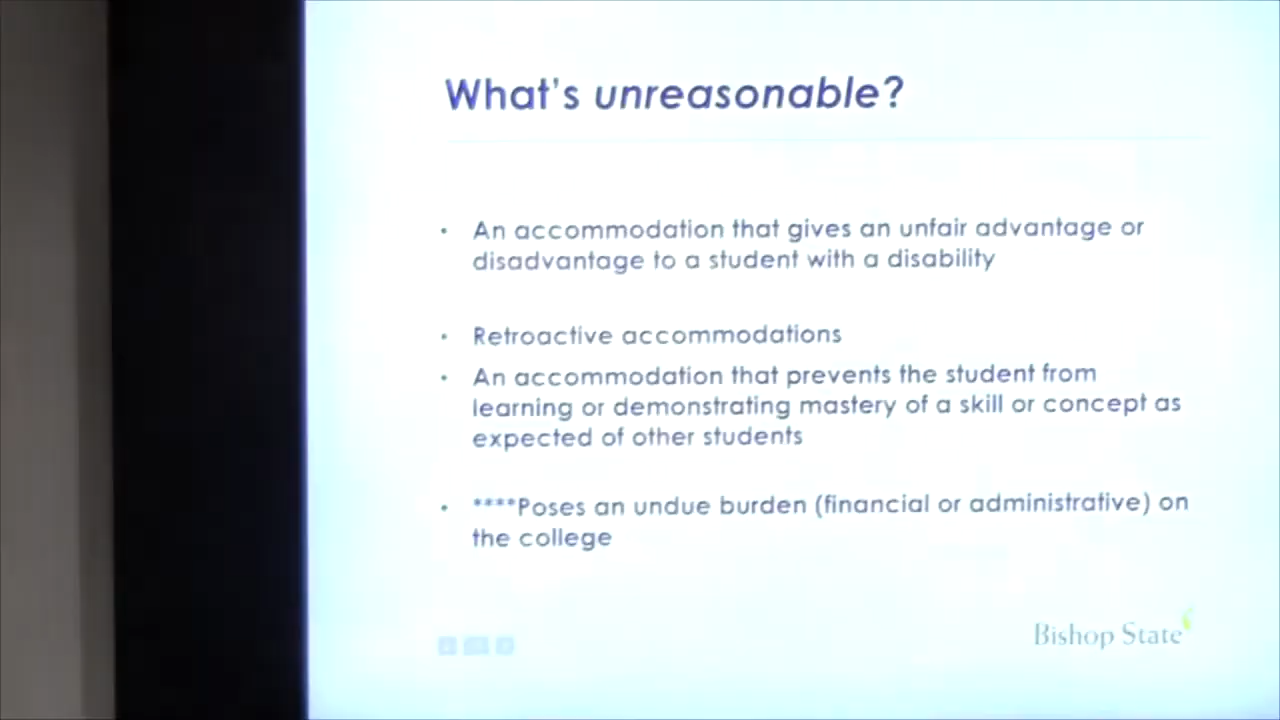 What's unreasonable?
• An accommodation that gives an unfair advantage or
disadvantage to a student with a disability
• Retroactive accommodations
• An accommodation that prevents the student from
learning or demonstrating mastery of a skill or concept as
expected of other students
• ****Poses an undue burden (financial or administrative) on
the college
Bishop State